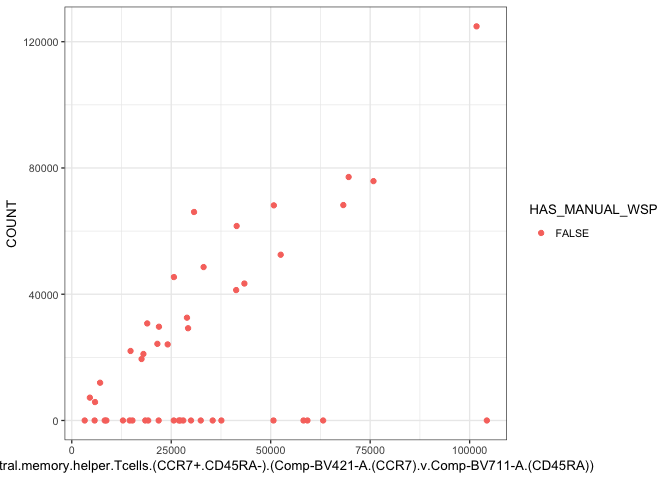 120000
80000
40000
0
COUNT
0
25000
50000
75000
100000
tral.memory.helper.Tcells.(CCR7+.CD45RA-).(Comp-BV421-A.(CCR7).v.Comp-BV711-A.(CD45RA))
HAS_MANUAL_WSP
FALSE